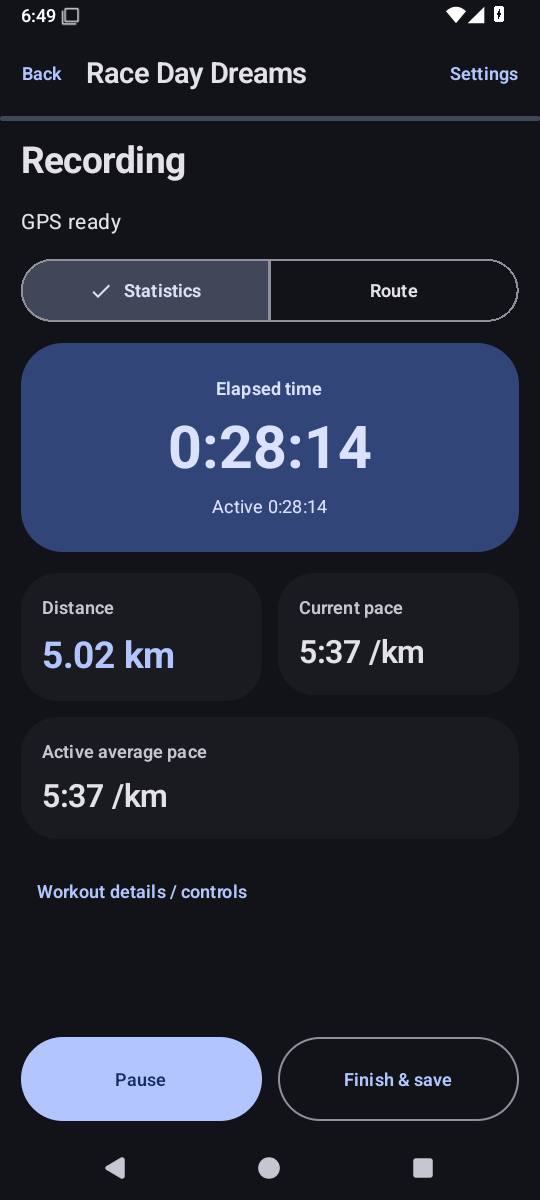 6:49
Back Race Day Dreams Settings
Recording
GPS ready
Statistics Route
Elapsed time
0:28:14
Active 0:28:14
Distance Current pace
5.02 km 5:37 /km
Active average pace
5:37 /km
Workout details / controls
Pause Finish & save